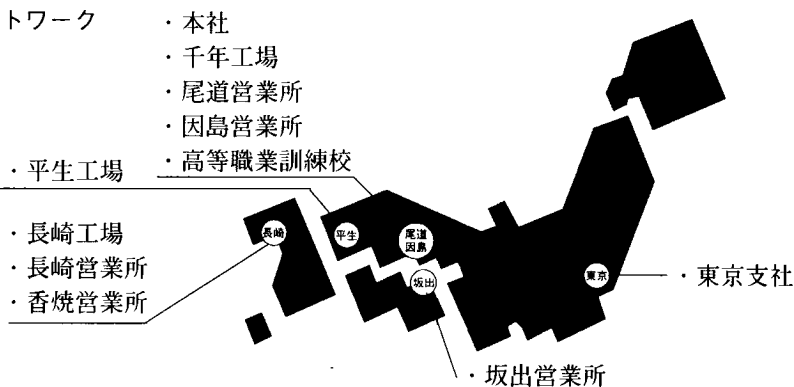 トワーク
・本社
・千年工場
・尾道営業所
・因島営業所
・高等職業訓練校
・平生工場
・長崎工場
・長崎営業所
・香焼営業所
長崎
平生
尾道
因島
坂出
東京
・東京支社
・坂出営業所